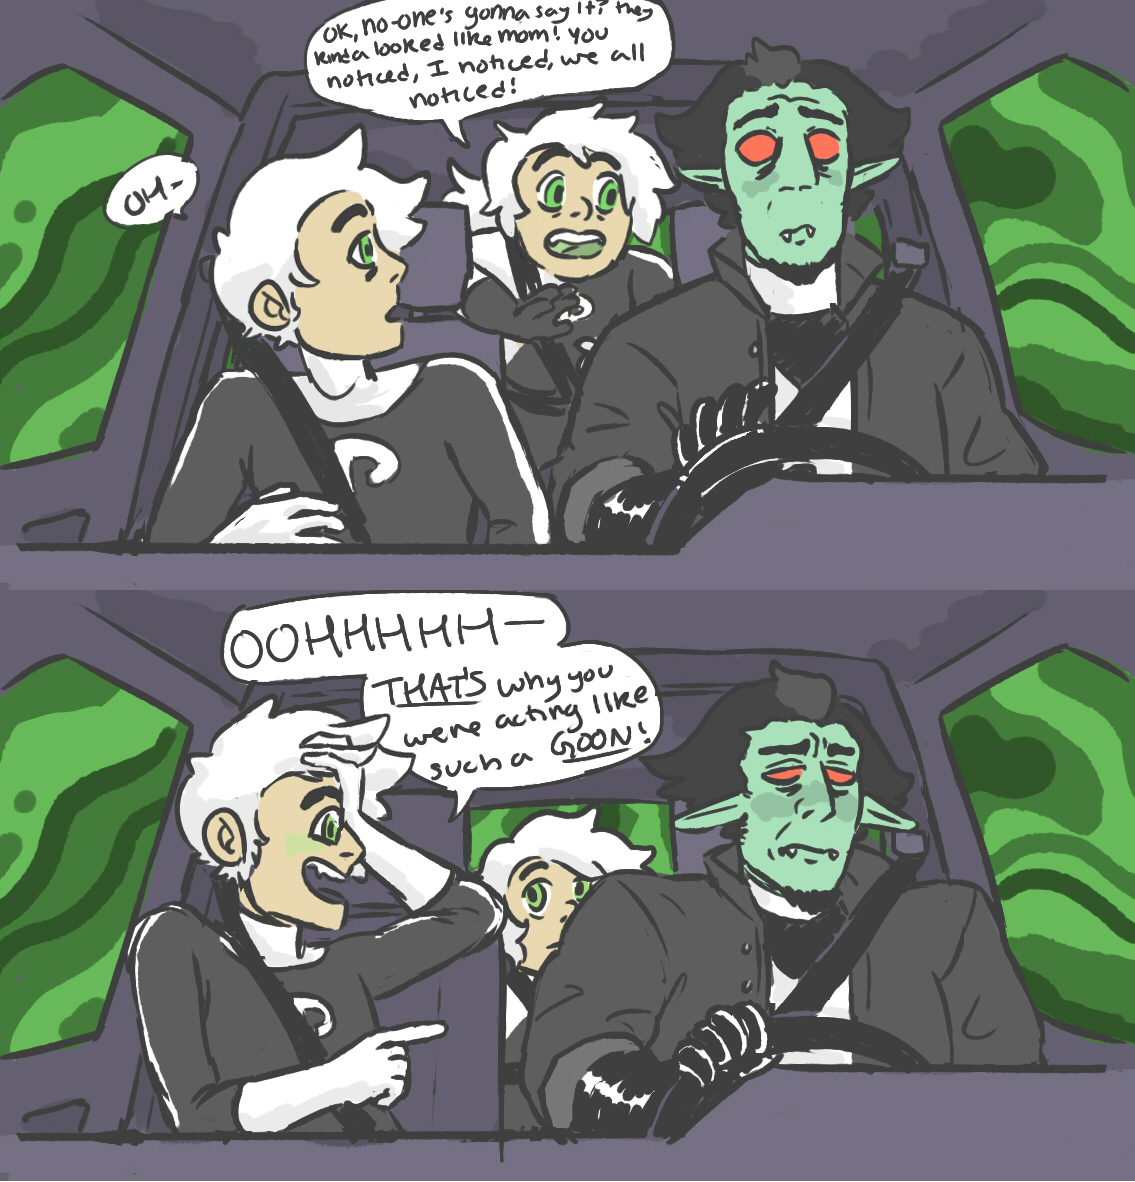 OK, no-one's gonna say it? they
kinda looked like mom! you
noticed, I noticed, we all
noticed!
UH-
OOHHHHH—
THAT'S why you
were acting like
such a GOON!